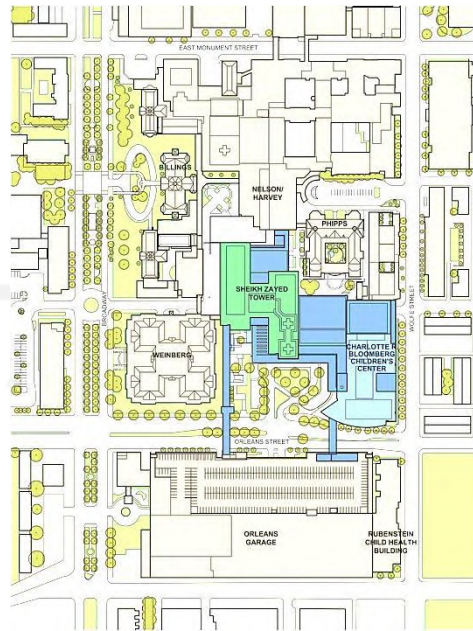 EAST MONUMENT STREET
BILLINGS
NELSON/
HARVEY
PHIPPS
SHEIKH ZAYED
TOWER
BROADWAY
WOLFE STREET
WEINBERG
CHARLOTTE R
BLOOMBERG
CHILDREN'S
CENTER
ORLEANS STREET
ORLEANS
GARAGE
RUBENSTEIN
CHILD HEALTH
BUILDING